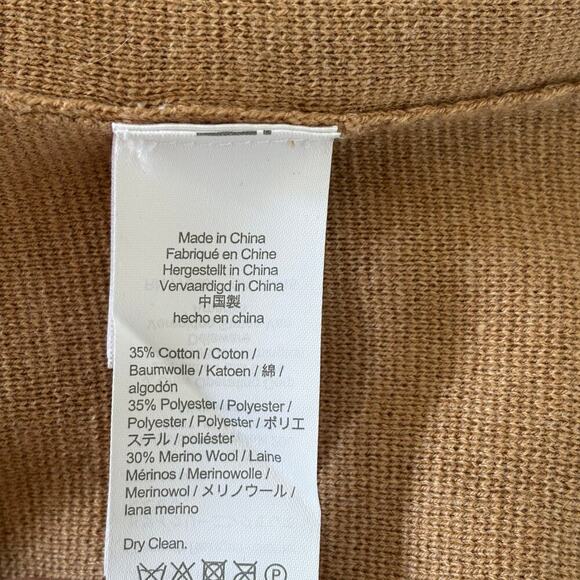 Made in China
Fabriqué en Chine
Hergestellt in China
Vervaardigd in China
中国製
hecho en china
35% Cotton / Coton /
Baumwolle / Katoen / 綿 /
algodón
35% Polyester / Polyester /
Polyester / Polyester / ポリエ
ステル / poliéster
30% Merino Wool / Laine
Mérinos / Merinowolle /
Merinowol / メリノウール /
lana merino
Dry Clean.